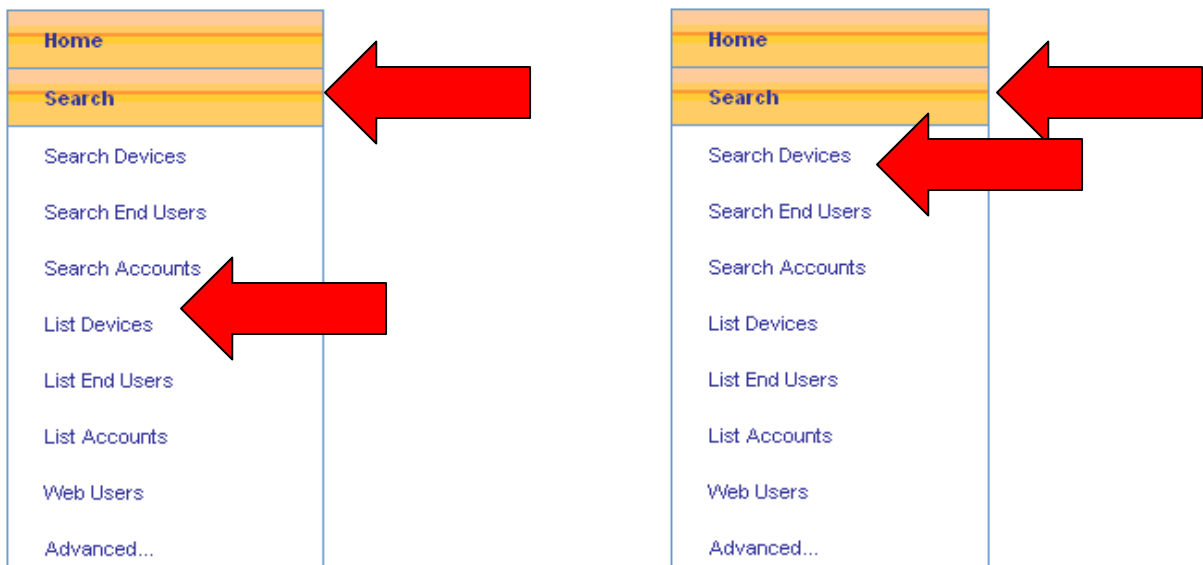 Home
Search
Search Devices
Search End Users
Search Accounts
List Devices
List End Users
List Accounts
Web Users
Advanced...
Home
Search
Search Devices
Search End Users
Search Accounts
List Devices
List End Users
List Accounts
Web Users
Advanced...